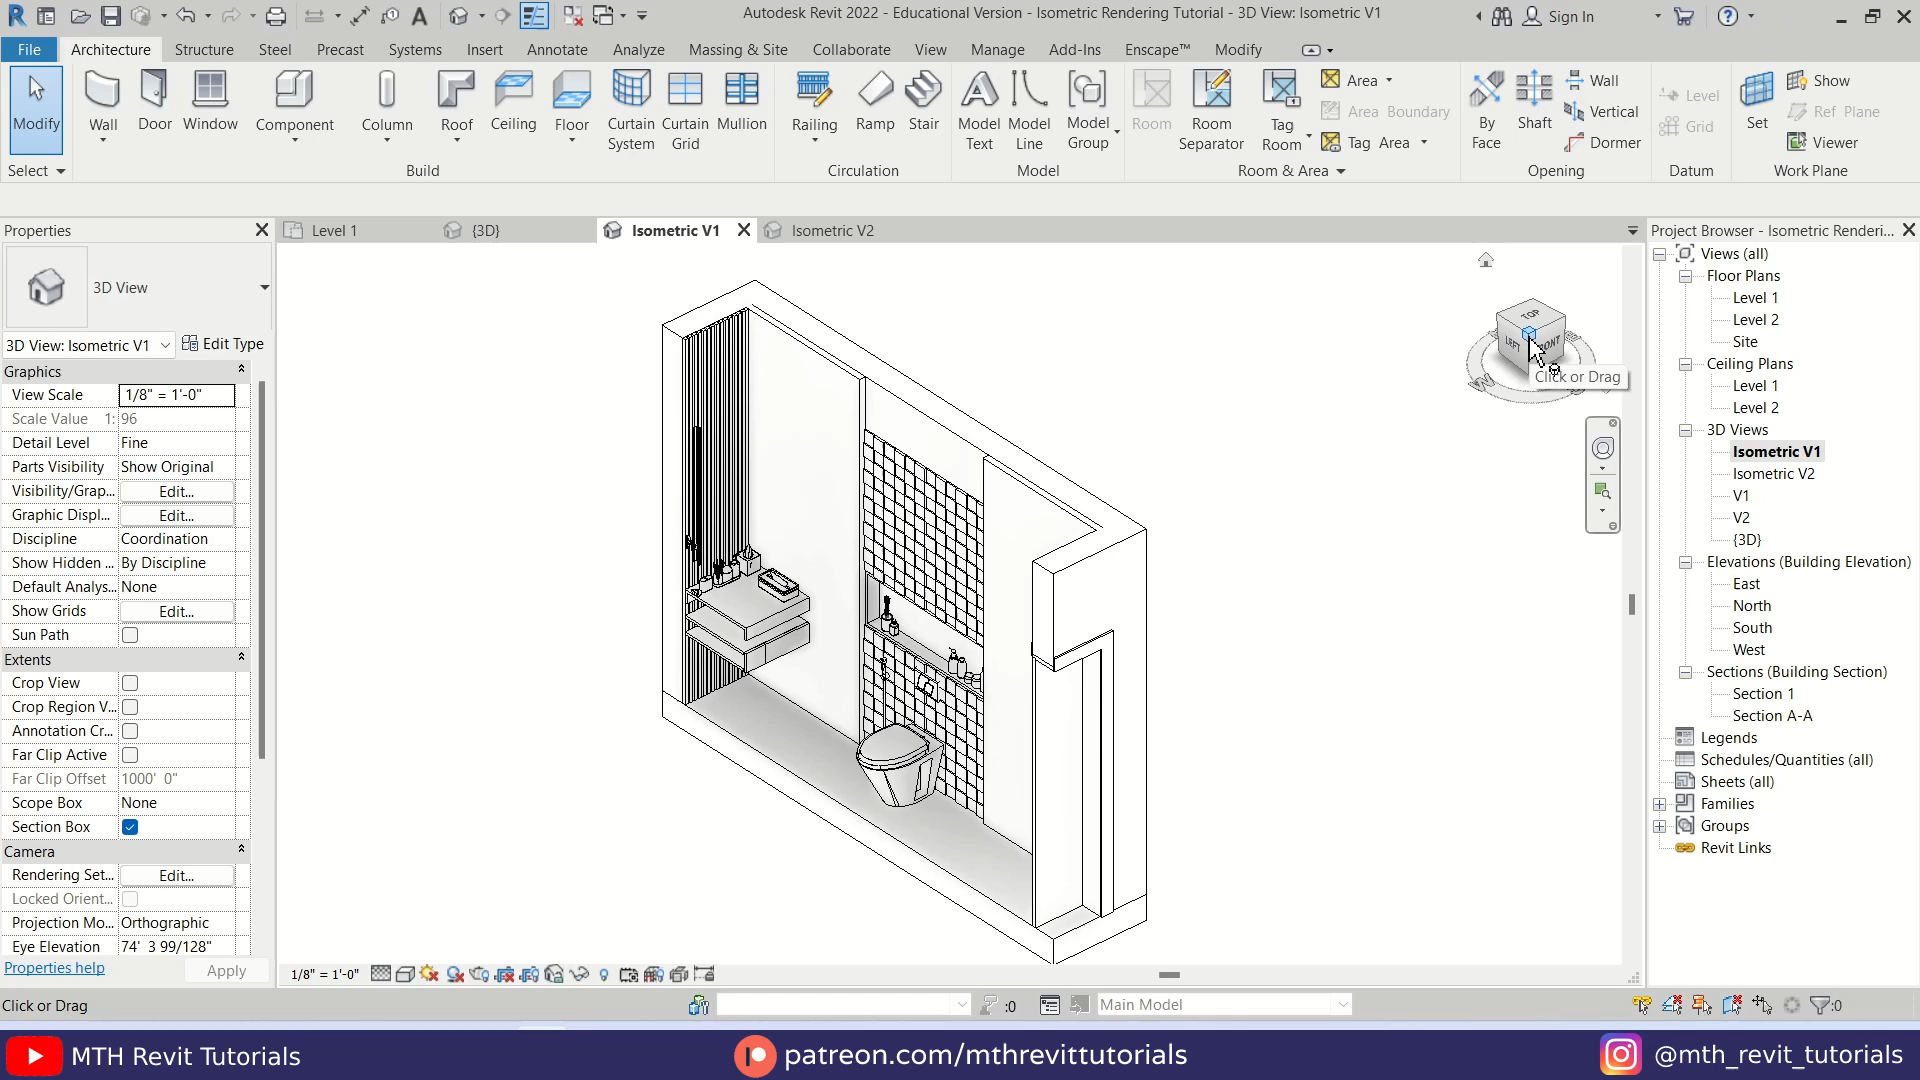 Autodesk Revit 2022 - Educational Version - Isometric Rendering Tutorial - 3D View: Isometric V1
Sign In
File Architecture Structure Steel Precast Systems Insert Annotate Analyze Massing & Site Collaborate View Manage Add-Ins Enscape™ Modify
Modify
Wall
Door
Window
Component
Column
Roof
Ceiling
Floor
Curtain System
Curtain Grid
Mullion
Railing
Ramp
Stair
Model Text
Model Line
Model Group
Room
Room Separator
Tag Room
Area
Area Boundary
Tag Area
By Face
Shaft
Wall
Vertical
Dormer
Level
Grid
Set
Show
Ref Plane
Viewer
Select Build Circulation Model Room & Area Opening Datum Work Plane
Properties
Level 1 {3D} Isometric V1 Isometric V2
Project Browser - Isometric Renderi...
3D View
3D View: Isometric V1 Edit Type
Graphics
View Scale 1/8" = 1'-0"
Scale Value 1: 96
Detail Level Fine
Parts Visibility Show Original
Visibility/Grap... Edit...
Graphic Displ... Edit...
Discipline Coordination
Show Hidden ... By Discipline
Default Analys... None
Show Grids Edit...
Sun Path
Extents
Crop View
Crop Region V...
Annotation Cr...
Far Clip Active
Far Clip Offset 1000' 0"
Scope Box None
Section Box
Camera
Rendering Set... Edit...
Locked Orient...
Projection Mo... Orthographic
Eye Elevation 74' 3 99/128"
Properties help Apply
TOP
LEFT
FRONT
W
Click or Drag
Views (all)
Floor Plans
Level 1
Level 2
Site
Ceiling Plans
Level 1
Level 2
3D Views
Isometric V1
Isometric V2
V1
V2
{3D}
Elevations (Building Elevation)
East
North
South
West
Sections (Building Section)
Section 1
Section A-A
Legends
Schedules/Quantities (all)
Sheets (all)
Families
Groups
Revit Links
1/8" = 1'-0"
Click or Drag
:0
Main Model
:0
MTH Revit Tutorials
patreon.com/mthrevittutorials
@mth_revit_tutorials